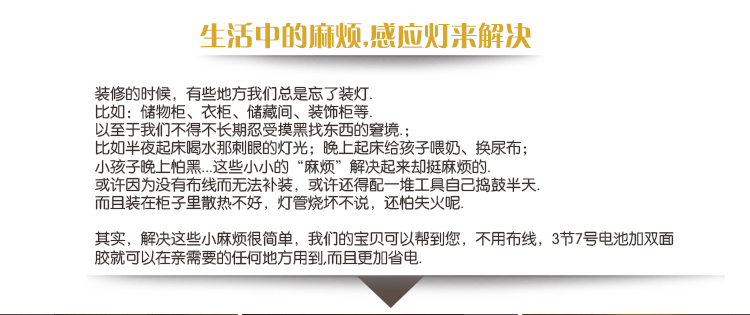 生活中的麻烦,感应灯来解决
装修的时候，有些地方我们总是忘了装灯.
比如：储物柜、衣柜、储藏间、装饰柜等.
以至于我们不得不长期忍受摸黑找东西的窘境.；
比如半夜起床喝水那刺眼的灯光；晚上起床给孩子喂奶、换尿布；
小孩子晚上怕黑...这些小小的“麻烦”解决起来却挺麻烦的.
或许因为没有布线而无法补装，或许还得配一堆工具自己捣鼓半天.
而且装在柜子里散热不好，灯管烧坏不说，还怕失火呢.
其实，解决这些小麻烦很简单，我们的宝贝可以帮到您，不用布线，3节7号电池加双面
胶就可以在亲需要的任何地方用到,而且更加省电.